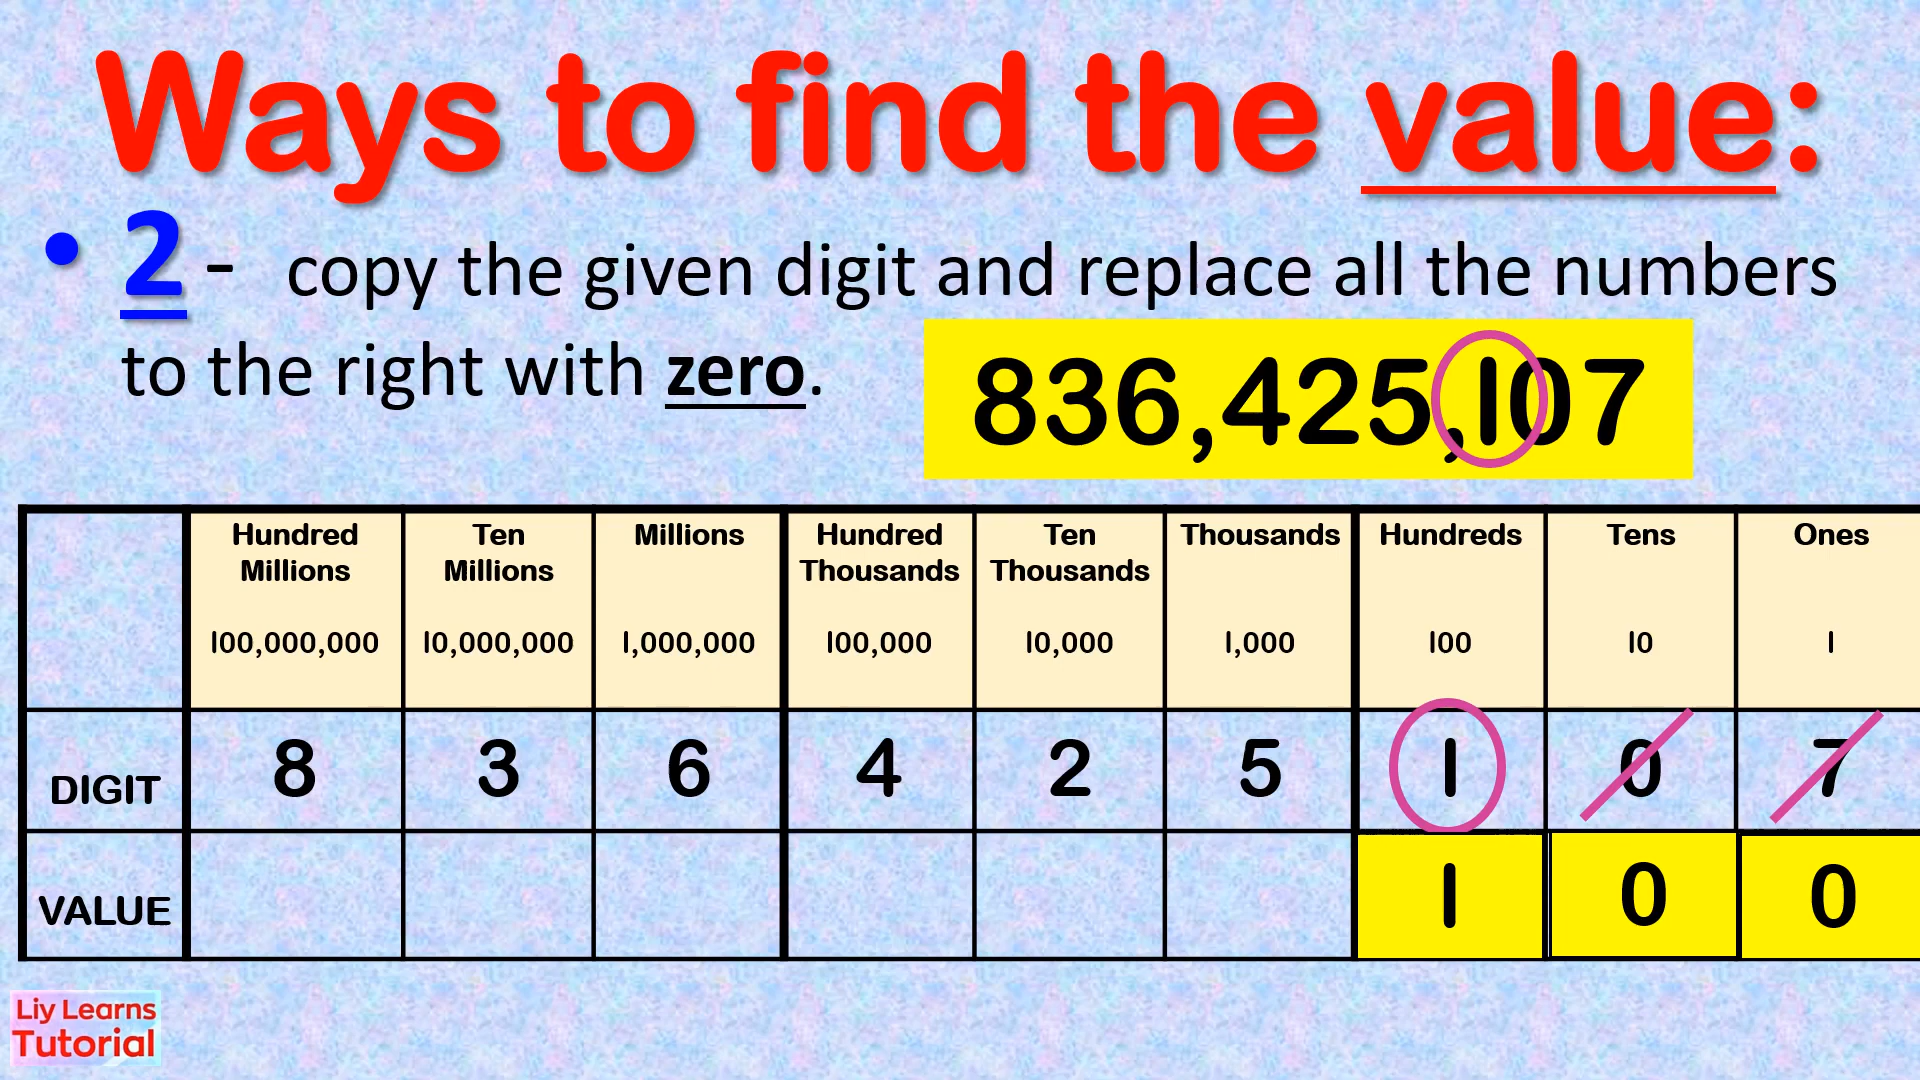 Ways to find the value:
• 2 - copy the given digit and replace all the numbers
to the right with zero.
836,425,107
Hundred Millions 100,000,000
Ten Millions 10,000,000
Millions 1,000,000
Hundred Thousands 100,000
Ten Thousands 10,000
Thousands 1,000
Hundreds 100
Tens 10
Ones 1
DIGIT 8 3 6 4 2 5 1 0 7
VALUE 1 0 0
Liy Learns
Tutorial